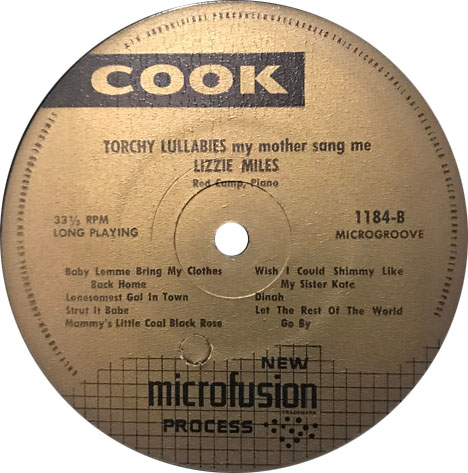 COOK
TORCHY LULLABIES my mother sang me
LIZZIE MILES
Red Camp, Piano
33⅓ RPM
LONG PLAYING
1184-B
MICROGROOVE
Baby Lemme Bring My Clothes
Back Home
Lonesomest Gal In Town
Strut It Babe
Mammy's Little Coal Black Rose
Wish I Could Shimmy Like
My Sister Kate
Dinah
Let The Rest Of The World
Go By
NEW
microfusion
TRADEMARK
PROCESS